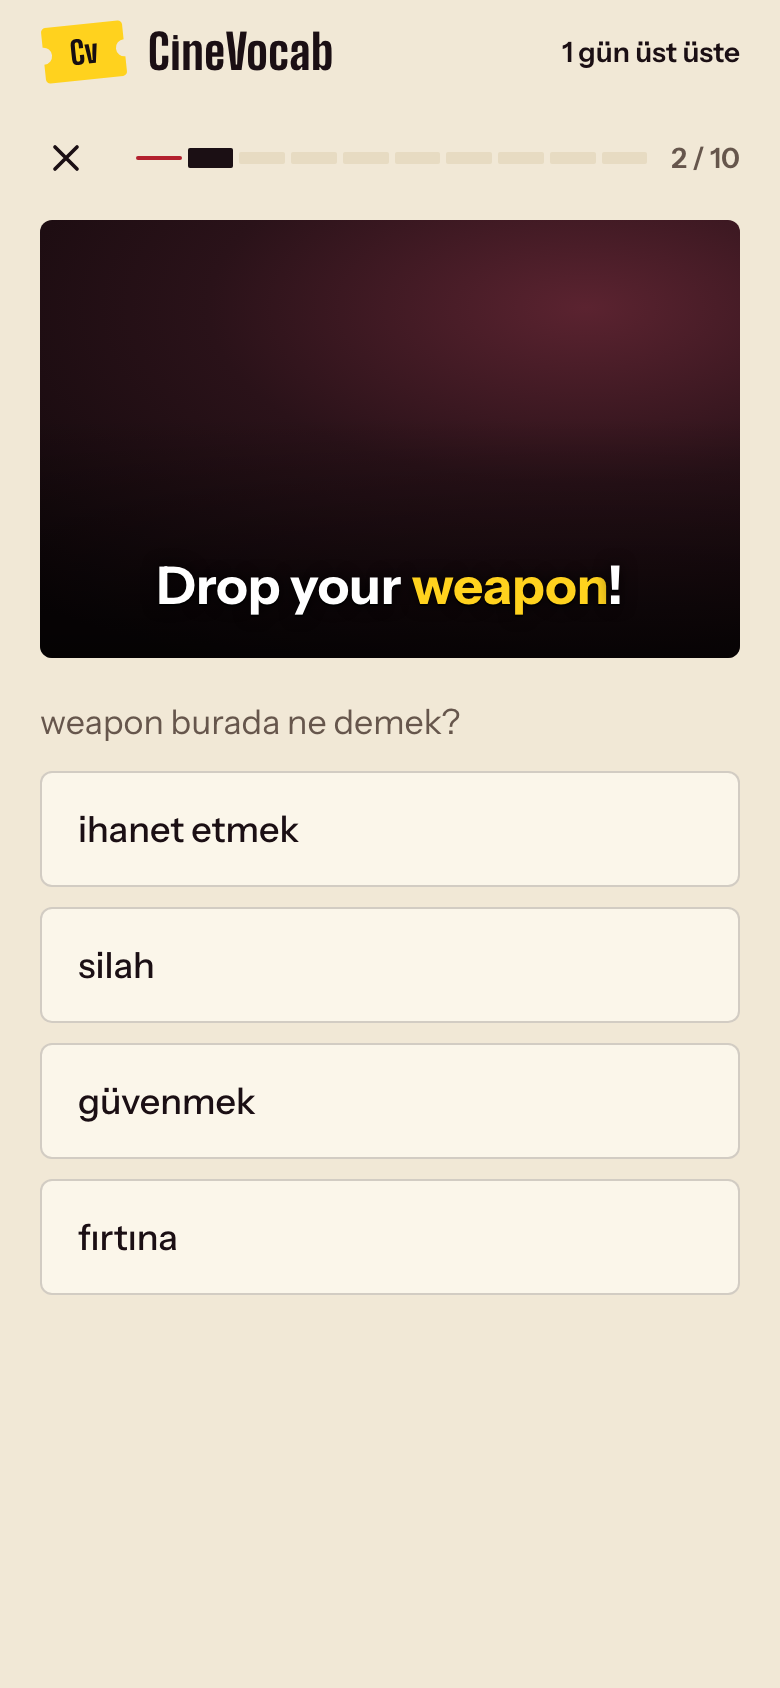 Cv
CineVocab
1 gün üst üste
2 / 10
Drop your weapon!
weapon burada ne demek?
ihanet etmek
silah
güvenmek
fırtına